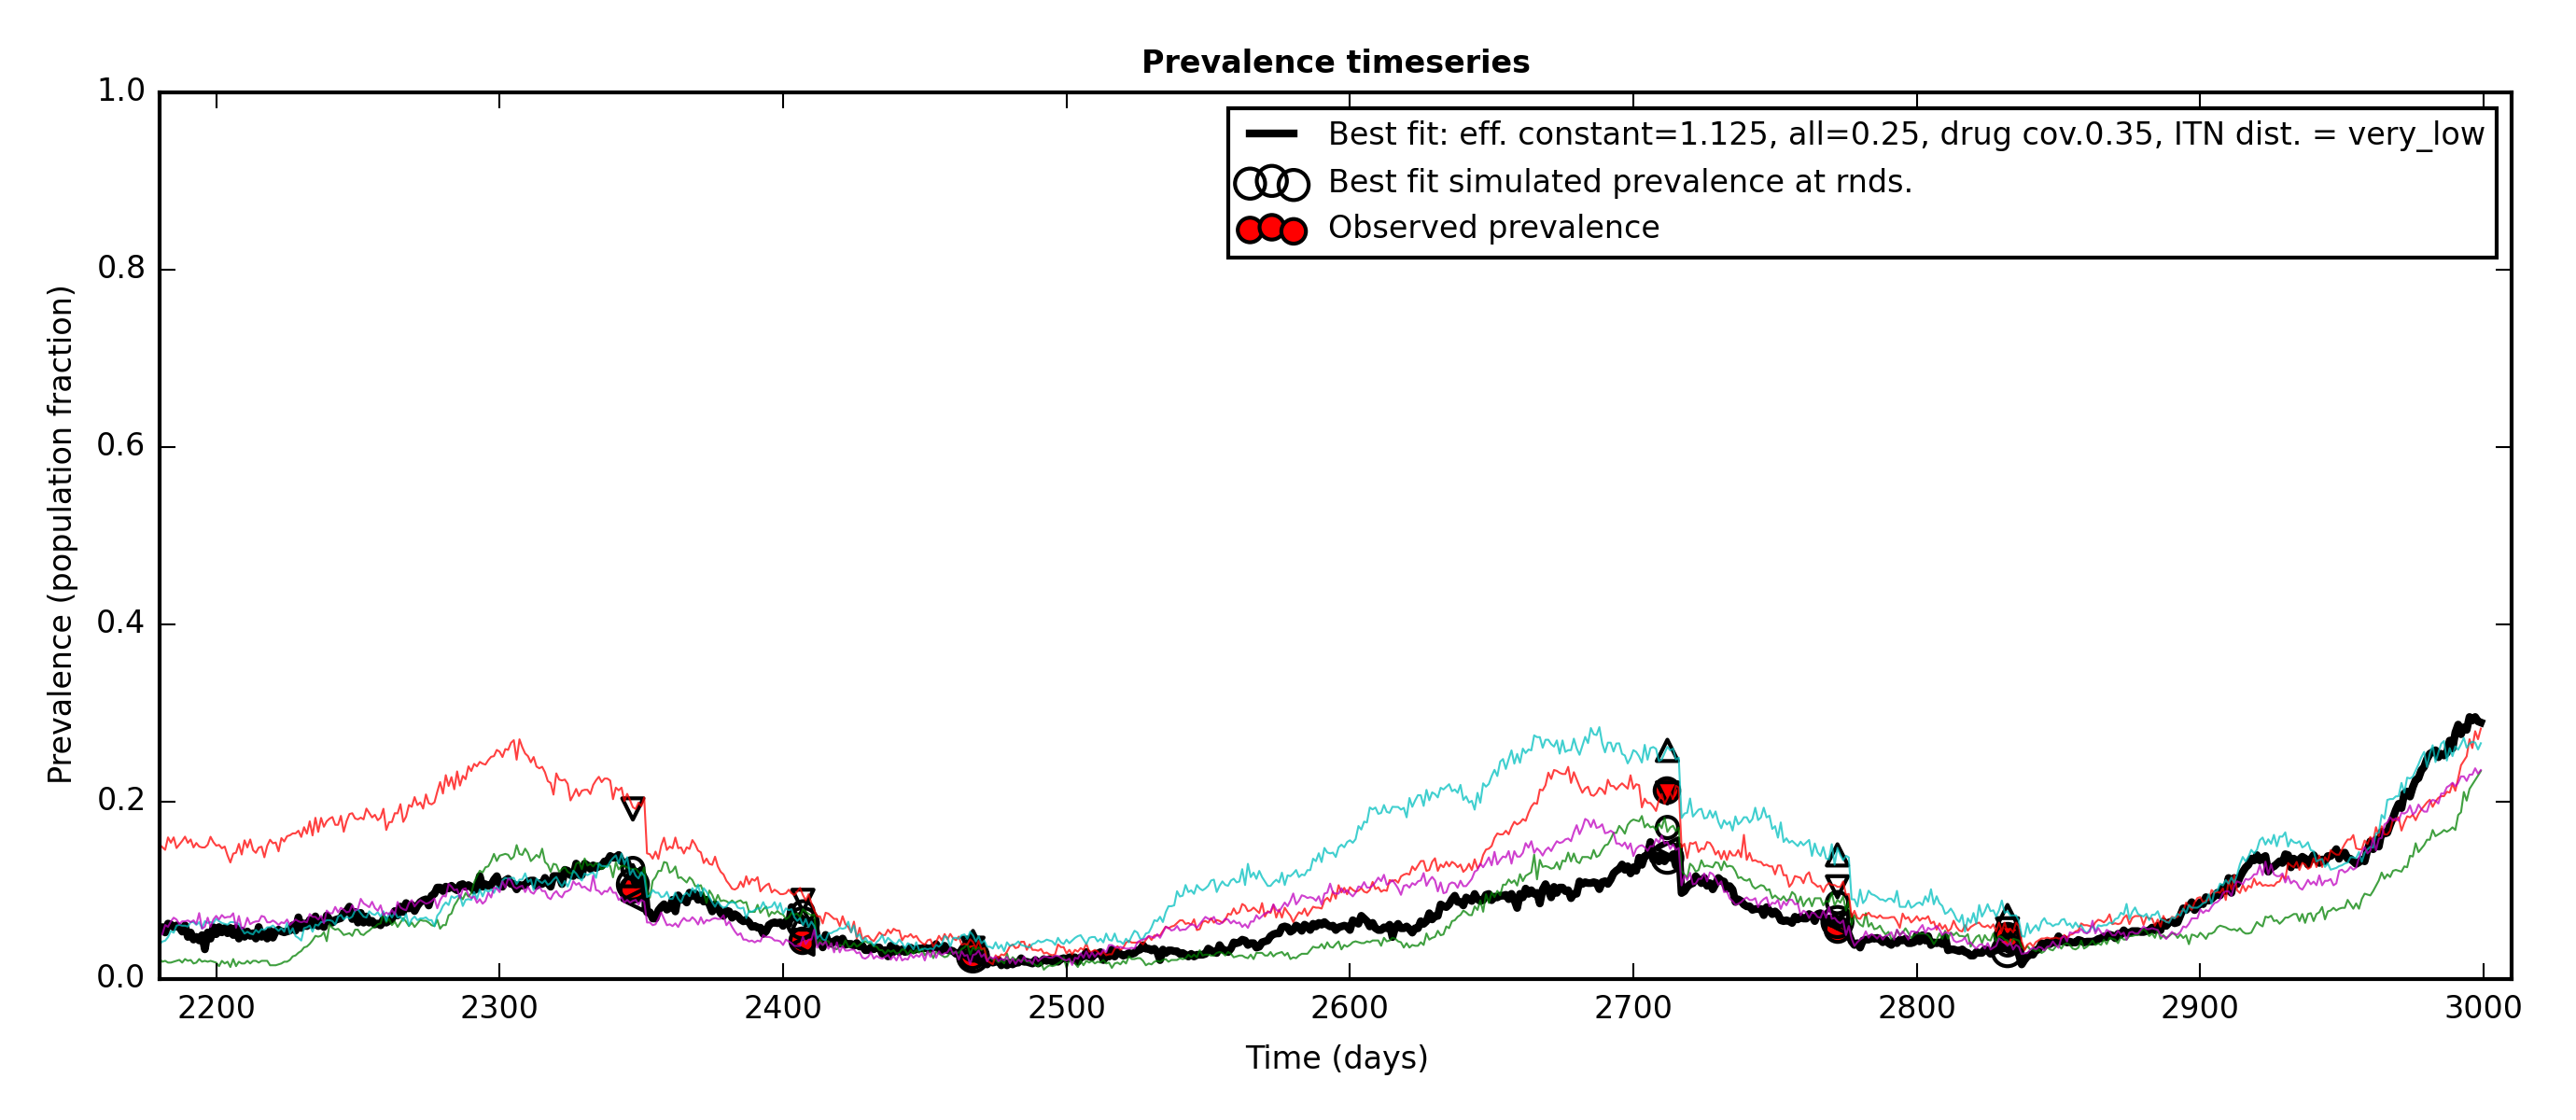 Prevalence timeseries
Best fit: eff. constant=1.125, all=0.25, drug cov.0.35, ITN dist. = very_low
Best fit simulated prevalence at rnds.
Observed prevalence
Prevalence (population fraction)
1.0
0.8
0.6
0.4
0.2
0.0
2200 2300 2400 2500 2600 2700 2800 2900 3000
Time (days)